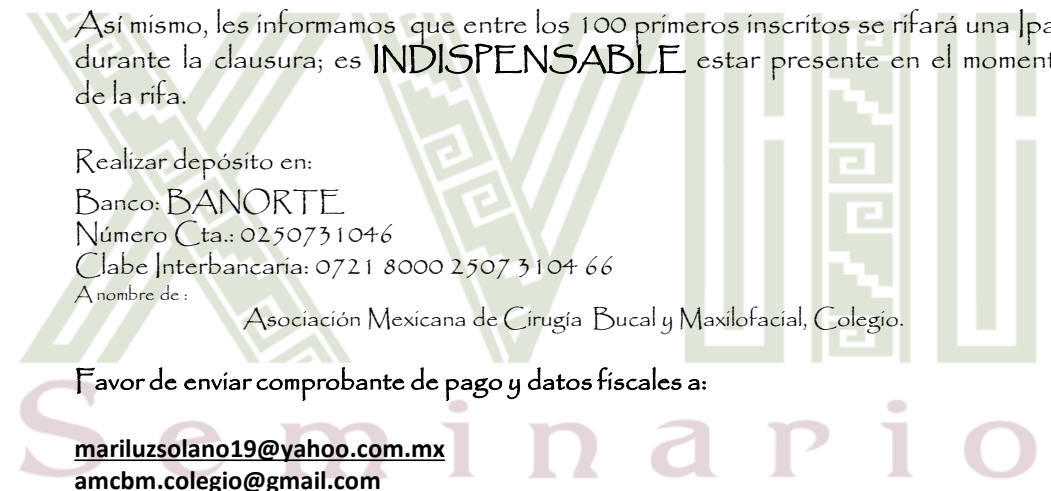 Así mismo, les informamos que entre los 100 primeros inscritos se rifará una Ipa
durante la clausura; es INDISPENSABLE estar presente en el moment
de la rifa.
Realizar depósito en:
Banco: BANORTE
Número Cta.: 0250731046
Clabe Interbancaria: 0721 8000 2507 3104 66
A nombre de :
Asociación Mexicana de Cirugía Bucal y Maxilofacial, Colegio.
Favor de enviar comprobante de pago y datos fiscales a:
mariluzsolano19@yahoo.com.mx
amcbm.colegio@gmail.com
XVIII
Seminario